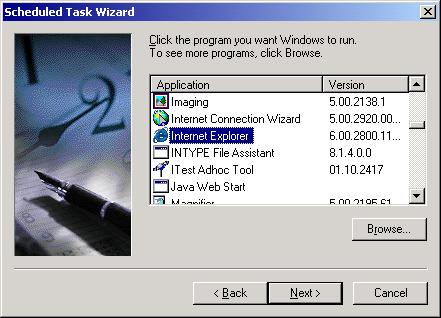 Scheduled Task Wizard
Click the program you want Windows to run.
To see more programs, click Browse.
Application Version
Imaging 5.00.2138.1
Internet Connection Wizard 5.00.2920.00...
Internet Explorer 6.00.2800.11...
INTYPE File Assistant 8.1.4.0.0
ITest Adhoc Tool 01.10.2417
Java Web Start
Magnifier 5.00.2195.61
Browse...
< Back Next > Cancel